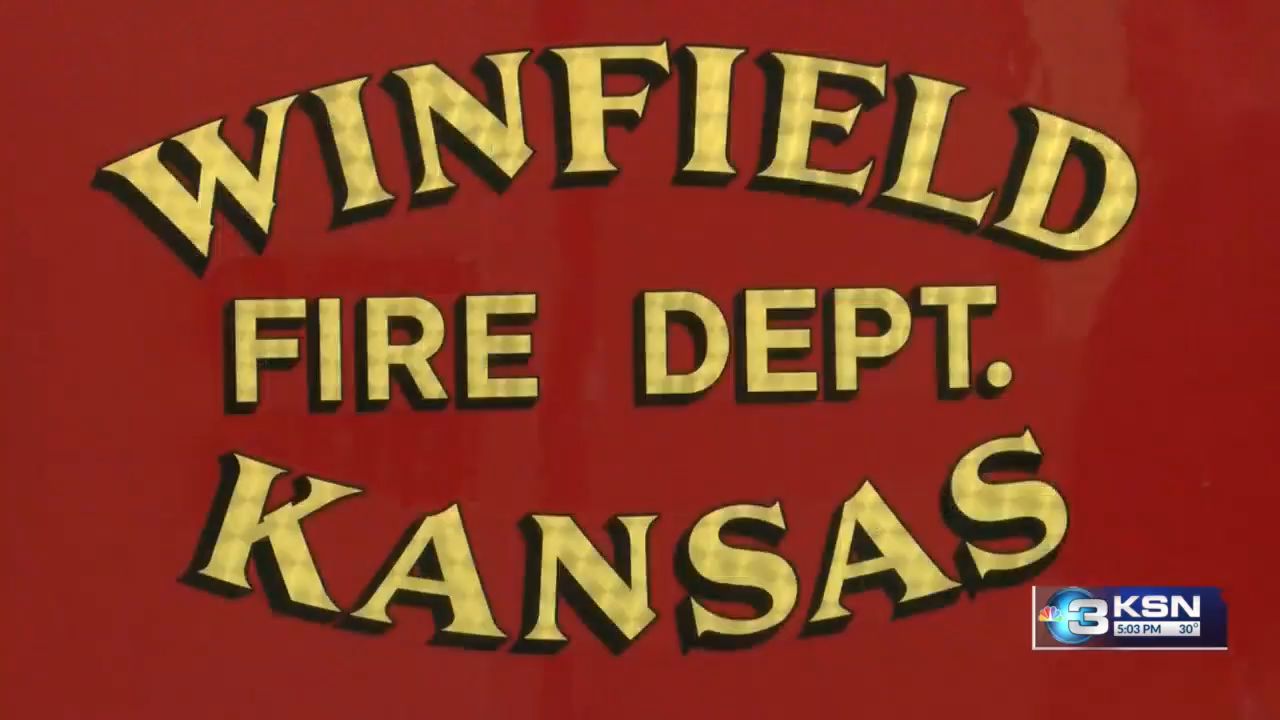 WINFIELD
FIRE DEPT.
KANSAS
3 KSN
5:03 PM 30°